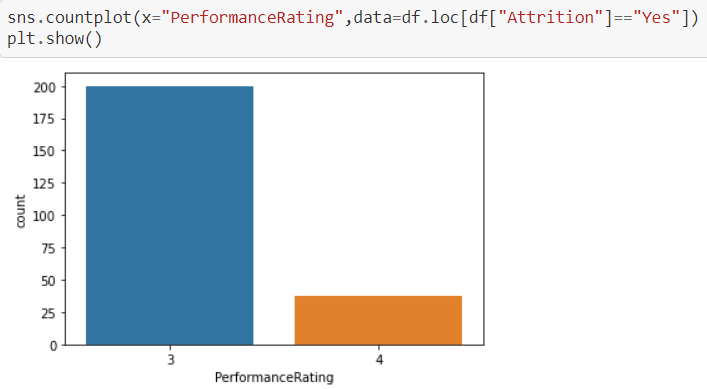 sns.countplot(x="PerformanceRating",data=df.loc[df["Attrition"]=="Yes"])
plt.show()
200
175
150
125
100
75
50
25
0
count
3 4
PerformanceRating